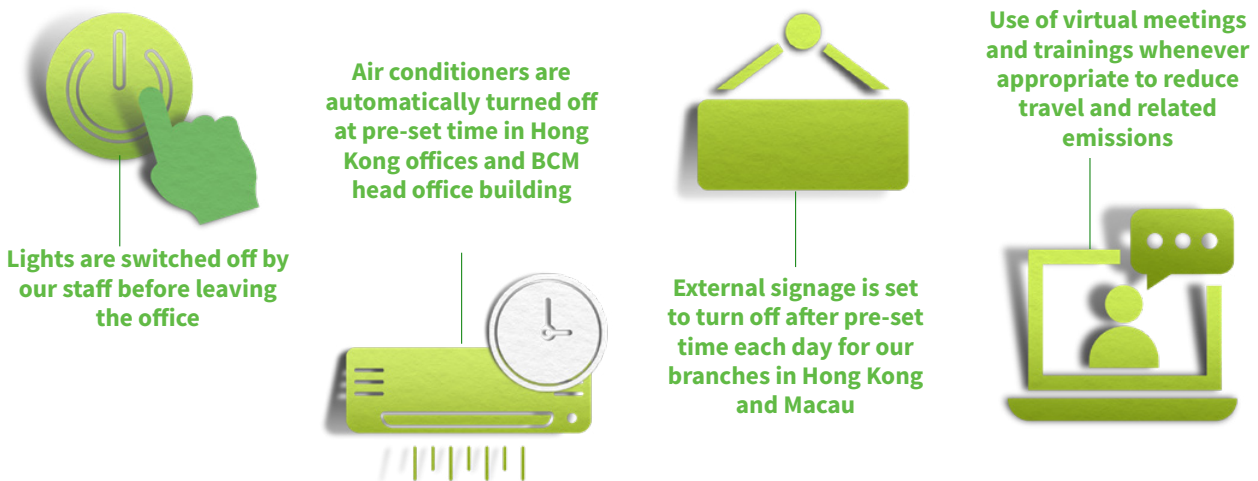 Lights are switched off by
our staff before leaving
the office
Air conditioners are
automatically turned off
at pre-set time in Hong
Kong offices and BCM
head office building
External signage is set
to turn off after pre-set
time each day for our
branches in Hong Kong
and Macau
Use of virtual meetings
and trainings whenever
appropriate to reduce
travel and related
emissions